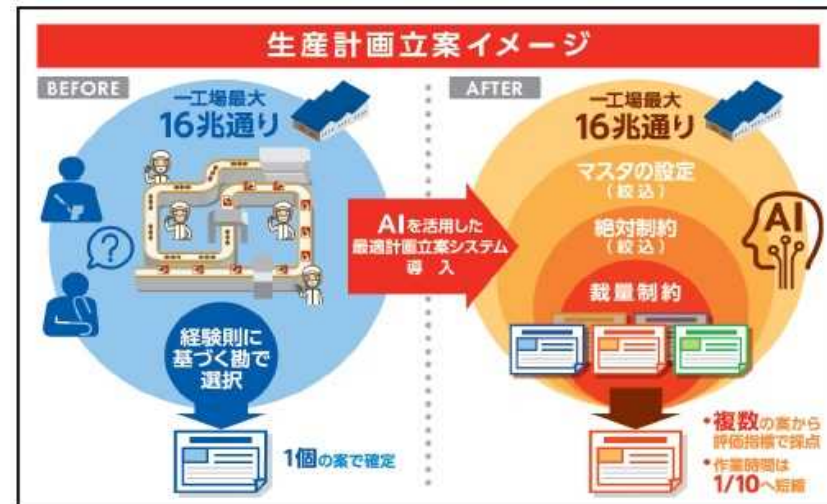 生産計画立案イメージ
BEFORE
一工場最大
16兆通り
?
経験則に
基づく勘で
選択
1個の案で確定
AIを活用した
最適計画立案システム
導入
AFTER
一工場最大
16兆通り
マスタの設定
(絞込)
絶対制約
(絞込)
裁量制約
AI
•複数の案から
評価指標で採点
•作業時間は
1/10へ短縮